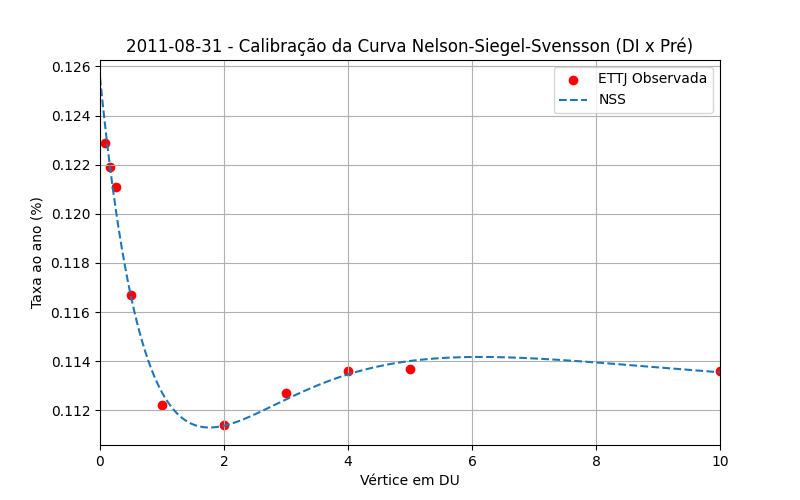 2011-08-31 - Calibração da Curva Nelson-Siegel-Svensson (DI x Pré)
0.126
0.124
0.122
0.120
0.118
0.116
0.114
0.112
Taxa ao ano (%)
ETTJ Observada
NSS
0
2
4
6
8
10
Vértice em DU